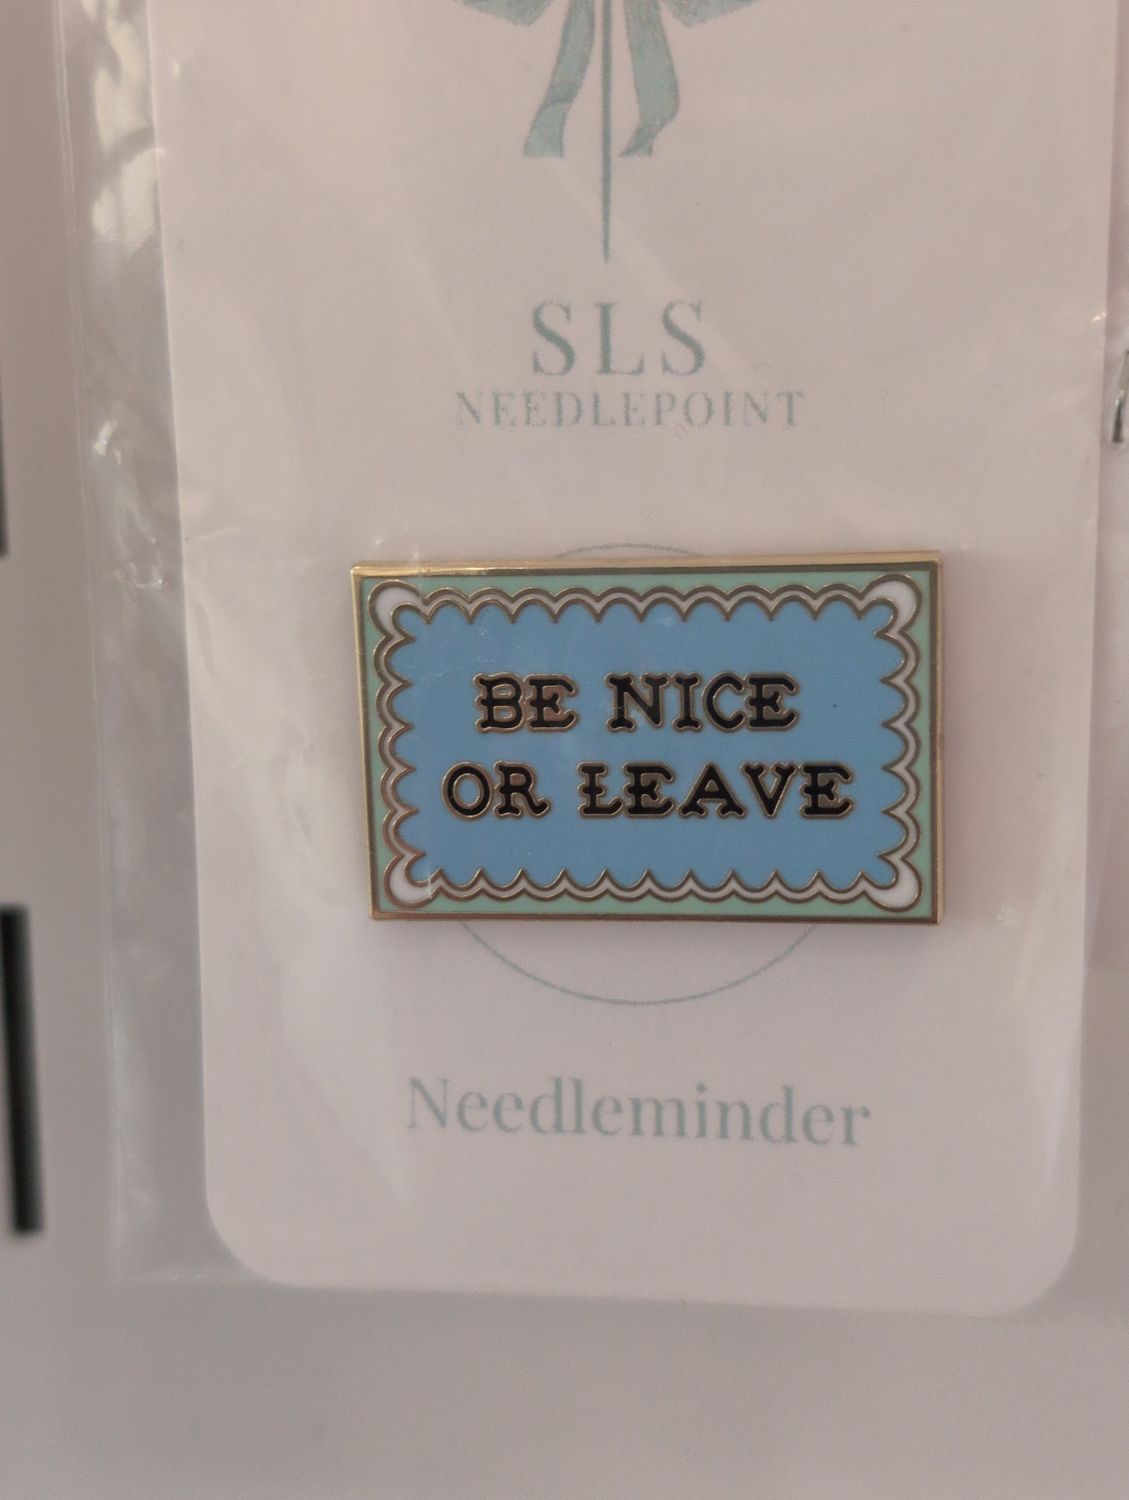 SLS
NEEDLEPOINT
BE NICE
OR LEAVE
Needleminder